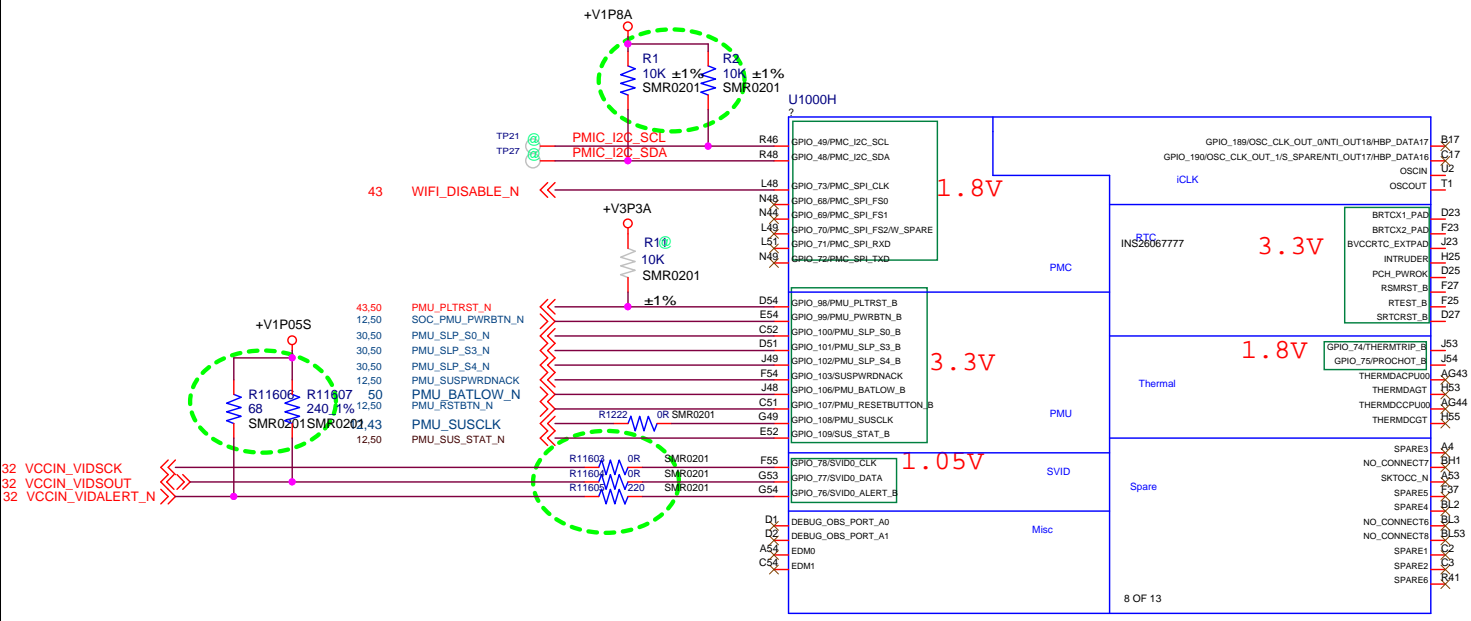 +V1P8A
R1
10K ±1%
SMR0201
R2
10K ±1%
SMR0201
U1000H
?
TP21 @ PMIC_I2C_SCL R46 GPIO_49/PMC_I2C_SCL
TP27 @ PMIC_I2C_SDA R48 GPIO_48/PMC_I2C_SDA
43 WIFI_DISABLE_N L48 GPIO_73/PMC_SPI_CLK
N48 GPIO_68/PMC_SPI_FS0
N44 GPIO_69/PMC_SPI_FS1
L49 GPIO_70/PMC_SPI_FS2/W_SPARE
L51 GPIO_71/PMC_SPI_RXD
N49 GPIO_72/PMC_SPI_TXD
1.8V
PMC
+V3P3A
R11 @
10K
SMR0201
±1%
43,50 PMU_PLTRST_N D54 GPIO_98/PMU_PLTRST_B
12,50 SOC_PMU_PWRBTN_N E54 GPIO_99/PMU_PWRBTN_B
30,50 PMU_SLP_S0_N C52 GPIO_100/PMU_SLP_S0_B
30,50 PMU_SLP_S3_N D51 GPIO_101/PMU_SLP_S3_B
30,50 PMU_SLP_S4_N J49 GPIO_102/PMU_SLP_S4_B
12,50 PMU_SUSPWRDNACK F54 GPIO_103/SUSPWRDNACK
50 PMU_BATLOW_N J48 GPIO_106/PMU_BATLOW_B
12,50 PMU_RSTBTN_N C51 GPIO_107/PMU_RESETBUTTON_B
,43 PMU_SUSCLK R1222 0R SMR0201 G49 GPIO_108/PMU_SUSCLK
12,50 PMU_SUS_STAT_N E52 GPIO_109/SUS_STAT_B
3.3V
PMU
+V1P05S
R11606
68
SMR0201
R11607
240_1%
SMR0201
32 VCCIN_VIDSCK R11603 0R SMR0201 F55 GPIO_78/SVID0_CLK
32 VCCIN_VIDSOUT R11604 0R SMR0201 G53 GPIO_77/SVID0_DATA
32 VCCIN_VIDALERT_N R11605 220 SMR0201 G54 GPIO_76/SVID0_ALERT_B
1.05V
SVID
D1 DEBUG_OBS_PORT_A0
D2 DEBUG_OBS_PORT_A1
A54 EDM0
C54 EDM1
Misc
GPIO_189/OSC_CLK_OUT_0/NTI_OUT18/HBP_DATA17 B17
GPIO_190/OSC_CLK_OUT_1/S_SPARE/NTI_OUT17/HBP_DATA16 C17
OSCIN U2
OSCOUT T1
iCLK
RTC
INS26067777
3.3V
BRTCX1_PAD D23
BRTCX2_PAD F23
BVCCRTC_EXTPAD J23
INTRUDER H25
PCH_PWROK D25
RSMRST_B F27
RTEST_B F25
SRTCRST_B D27
1.8V
GPIO_74/THERMTRIP_B J53
GPIO_75/PROCHOT_B J54
THERMDACPU00 AG43
THERMDAGT H53
THERMDCCPU00 AG44
THERMDCGT H55
Thermal
SPARE3 A4
NO_CONNECT7 BH1
SKTOCC_N A53
SPARE5 F37
SPARE4 BL2
NO_CONNECT6 BL3
NO_CONNECT8 BL53
SPARE1 C2
SPARE2 C3
SPARE6 R41
Spare
8 OF 13